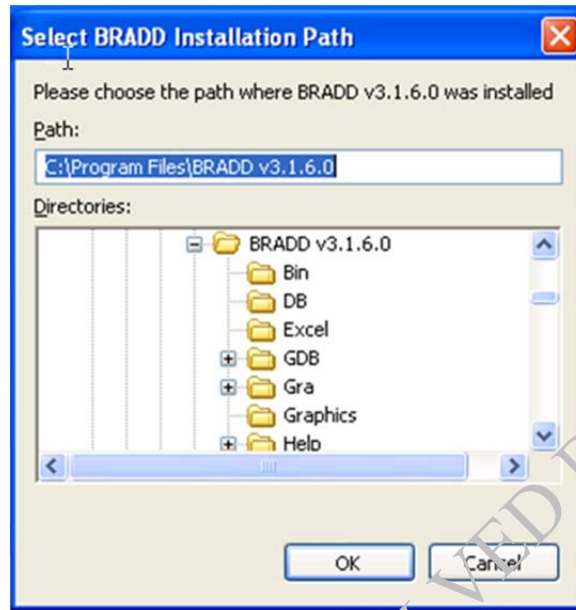 Select BRADD Installation Path
Please choose the path where BRADD v3.1.6.0 was installed
Path:
C:\Program Files\BRADD v3.1.6.0
Directories:
BRADD v3.1.6.0
Bin
DB
Excel
GDB
Gra
Graphics
Help
OK Cancel